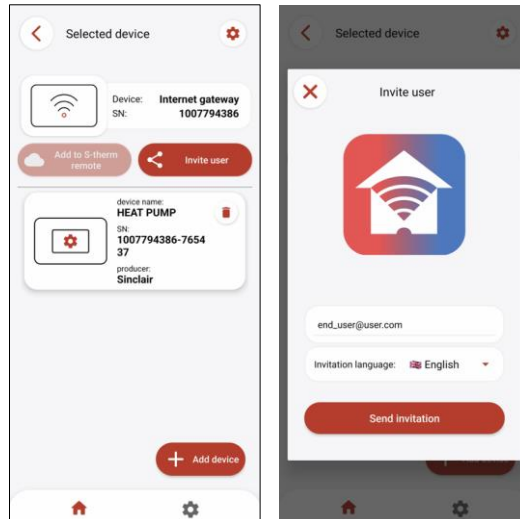 Selected device
Device: Internet gateway
SN: 1007794386
Add to S-therm
remote
Invite user
device name:
HEAT PUMP
SN:
1007794386-7654
37
producer:
Sinclair
Add device
Selected device
Invite user
end_user@user.com
Invitation language: English
Send invitation